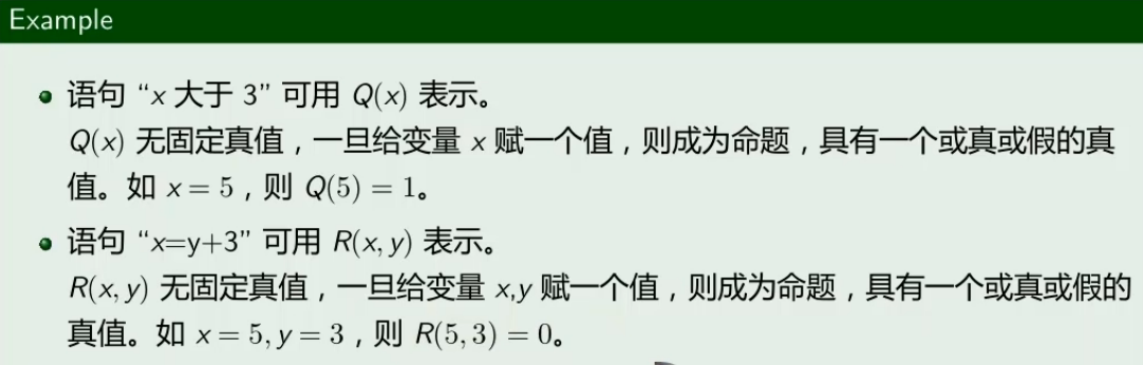 Example
语句 “x 大于 3” 可用 Q(x) 表示。
Q(x) 无固定真值，一旦给变量 x 赋一个值，则成为命题，具有一个或真或假的真
值。如 x = 5，则 Q(5) = 1。
语句 “x=y+3” 可用 R(x, y) 表示。
R(x, y) 无固定真值，一旦给变量 x,y 赋一个值，则成为命题，具有一个或真或假的
真值。如 x = 5, y = 3，则 R(5, 3) = 0。